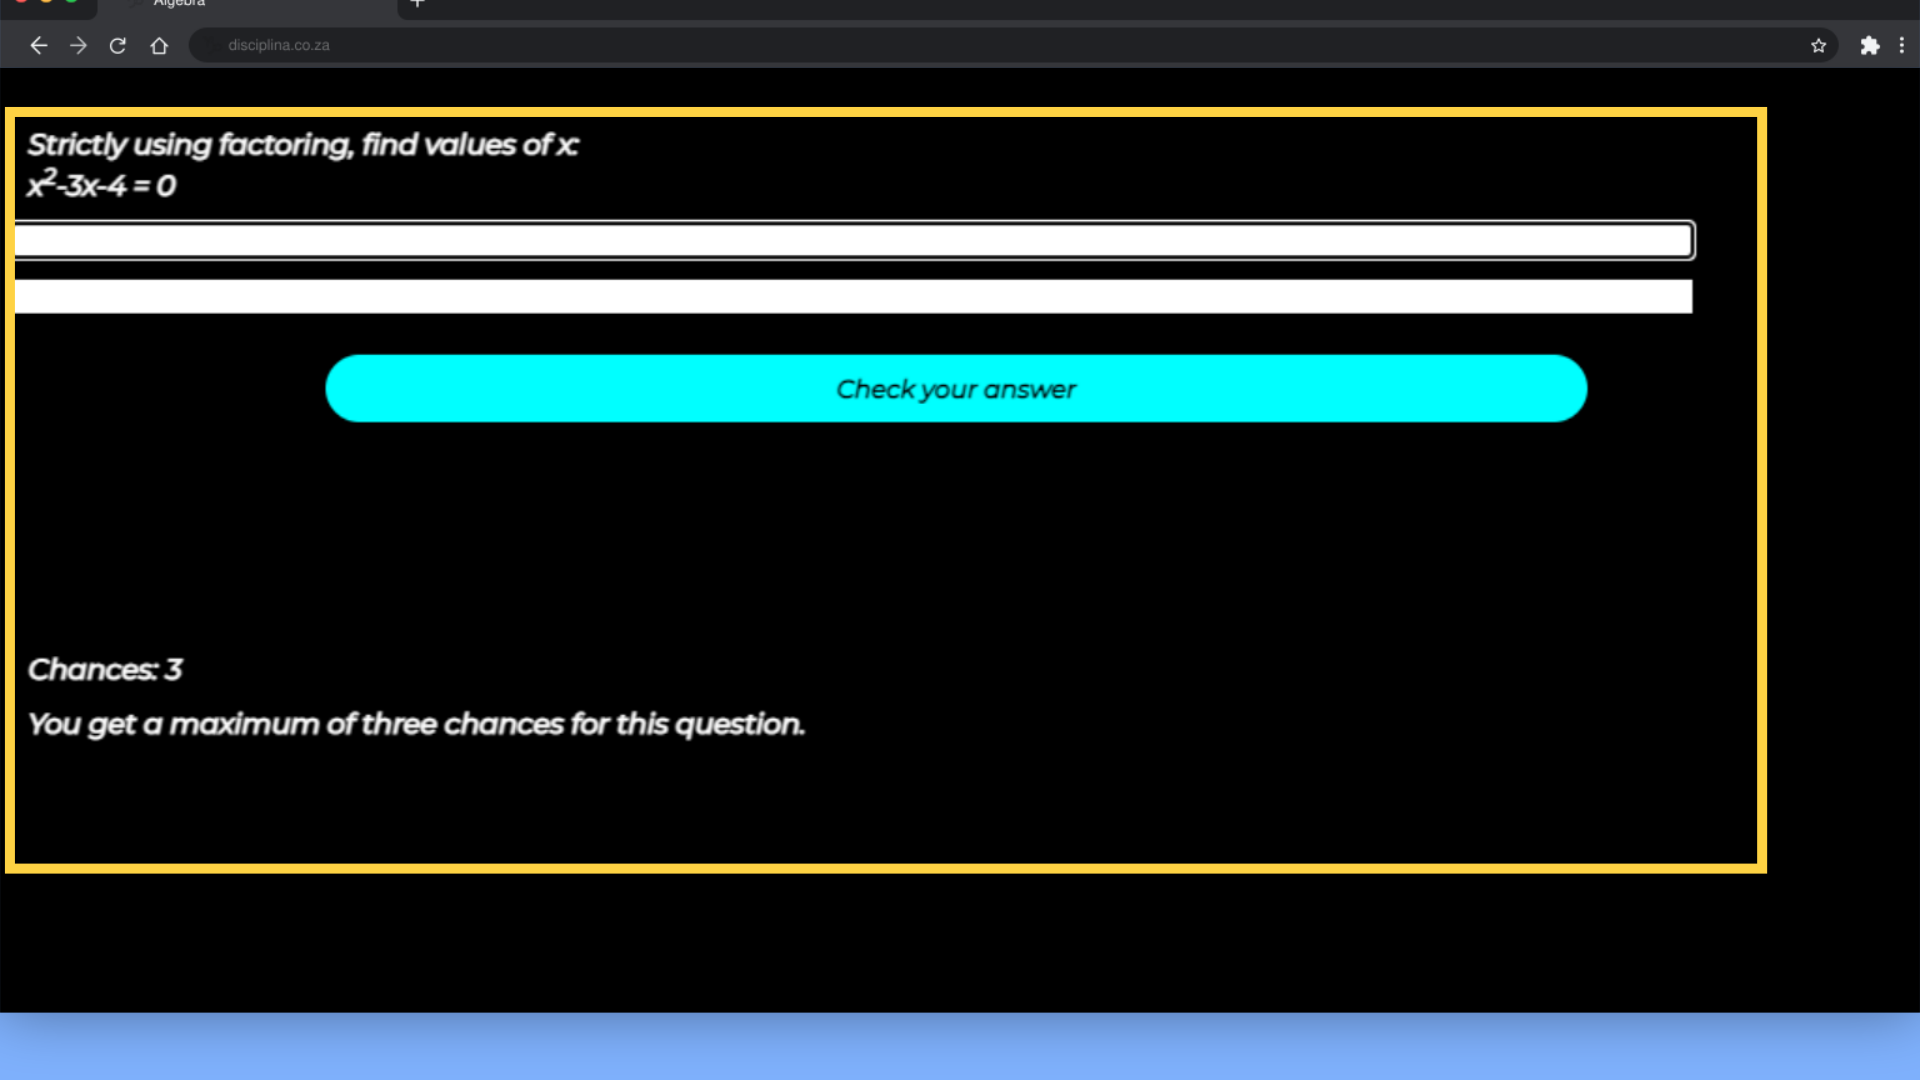 Algebra
disciplina.co.za
Strictly using factoring, find values of x:
x²-3x-4 = 0
Check your answer
Chances: 3
You get a maximum of three chances for this question.